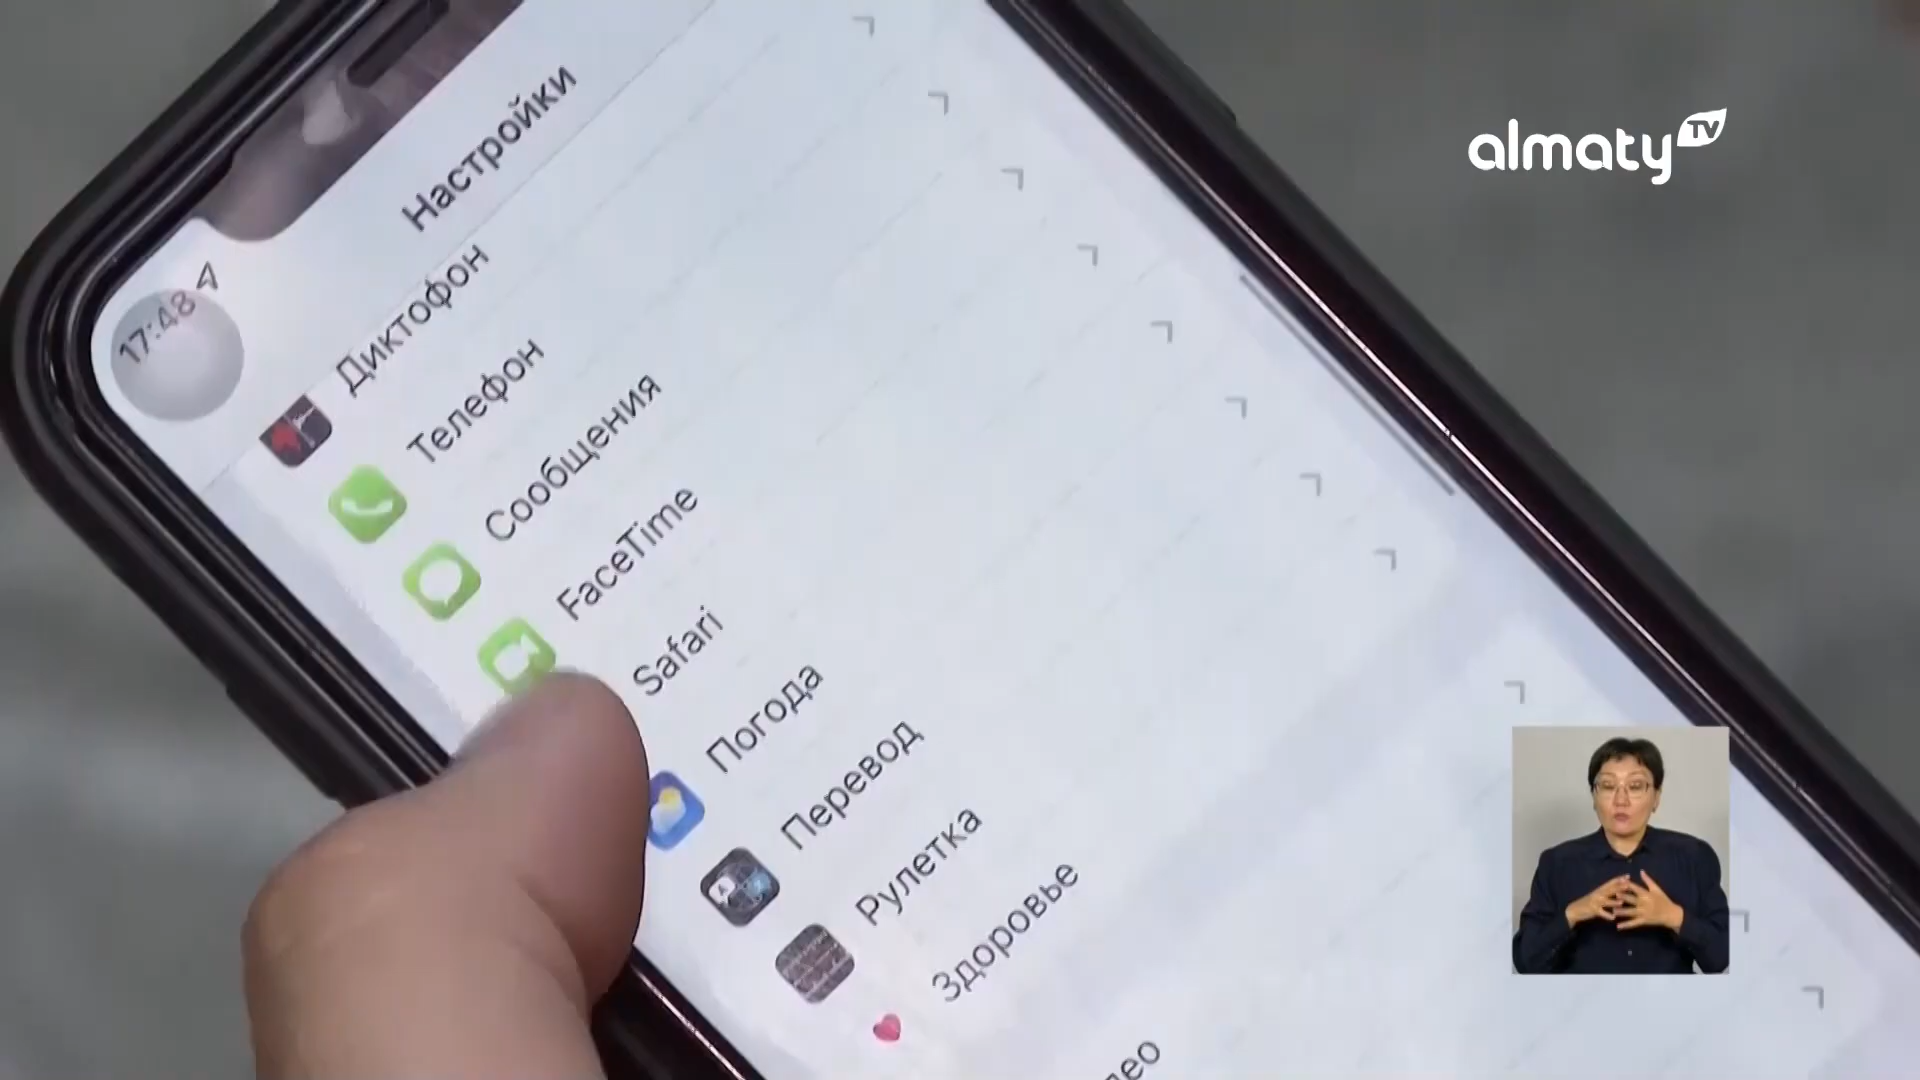 almaty TV
17:48
Настройки
Диктофон
Телефон
Сообщения
FaceTime
Safari
Погода
Перевод
Рулетка
Здоровье